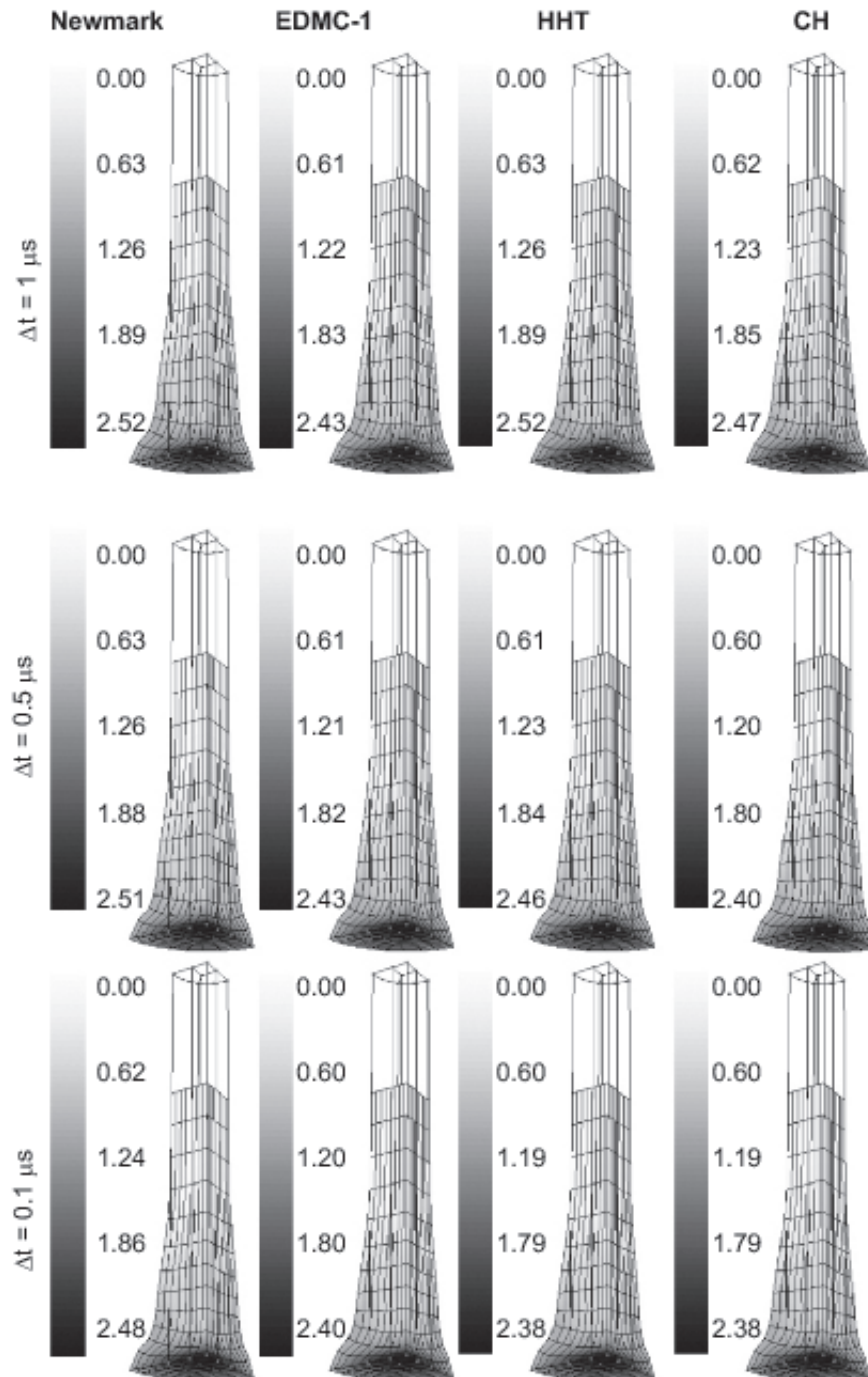 Newmark EDMC-1 HHT CH
Δt = 1 µs
0.00 0.00 0.00 0.00
0.63 0.61 0.63 0.62
1.26 1.22 1.26 1.23
1.89 1.83 1.89 1.85
2.52 2.43 2.52 2.47
Δt = 0.5 µs
0.00 0.00 0.00 0.00
0.63 0.61 0.61 0.60
1.26 1.21 1.23 1.20
1.88 1.82 1.84 1.80
2.51 2.43 2.46 2.40
Δt = 0.1 µs
0.00 0.00 0.00 0.00
0.62 0.60 0.60 0.60
1.24 1.20 1.19 1.19
1.86 1.80 1.79 1.79
2.48 2.40 2.38 2.38